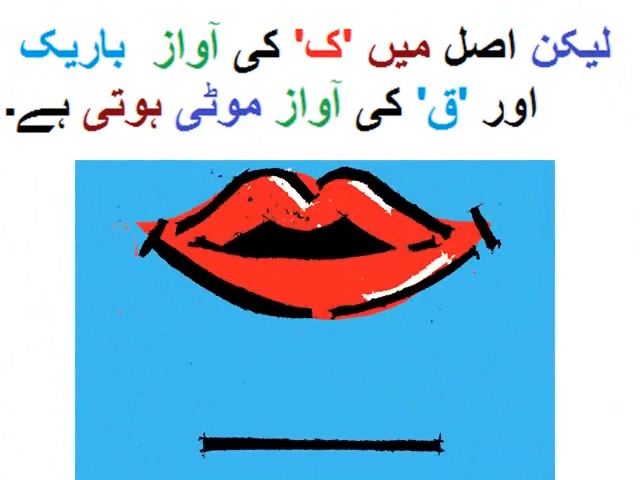 لیکن اصل میں 'ک' کی آواز باریک
اور 'ق' کی آواز موٹی ہوتی ہے۔